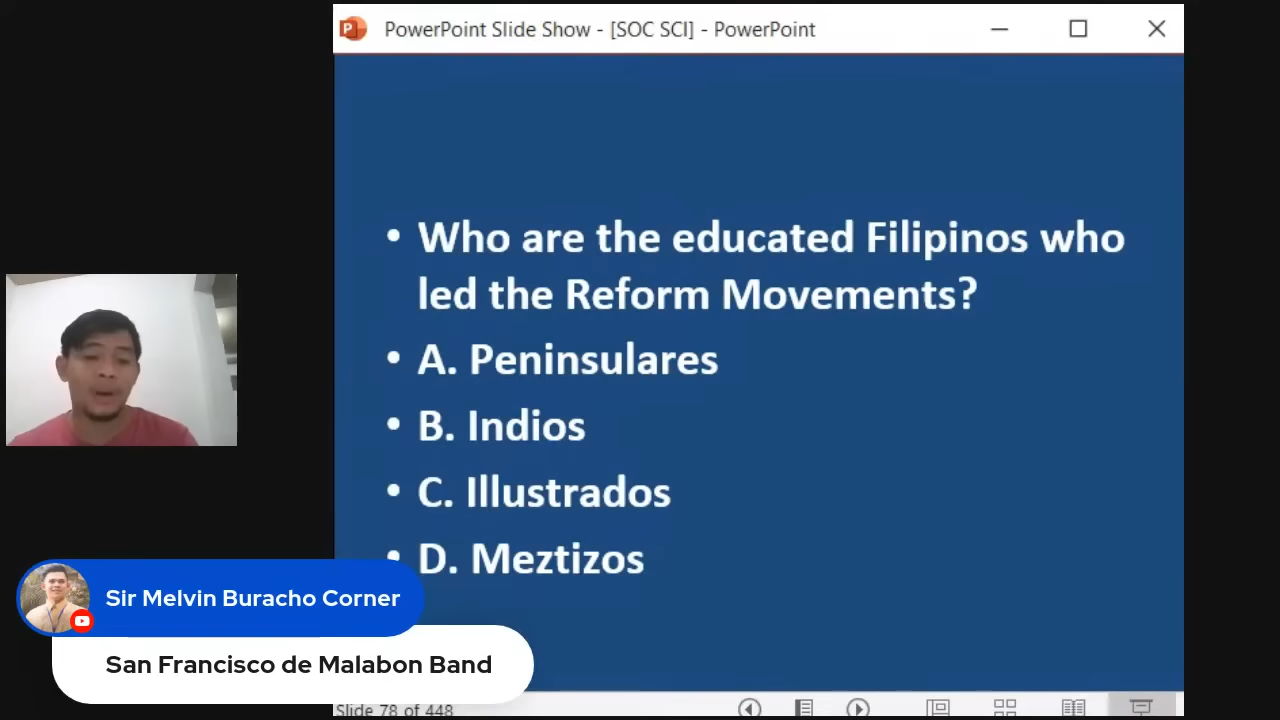 PowerPoint Slide Show - [SOC SCI] - PowerPoint
• Who are the educated Filipinos who
led the Reform Movements?
• A. Peninsulares
• B. Indios
• C. Illustrados
• D. Meztizos
Sir Melvin Buracho Corner
San Francisco de Malabon Band
Slide 78 of 448